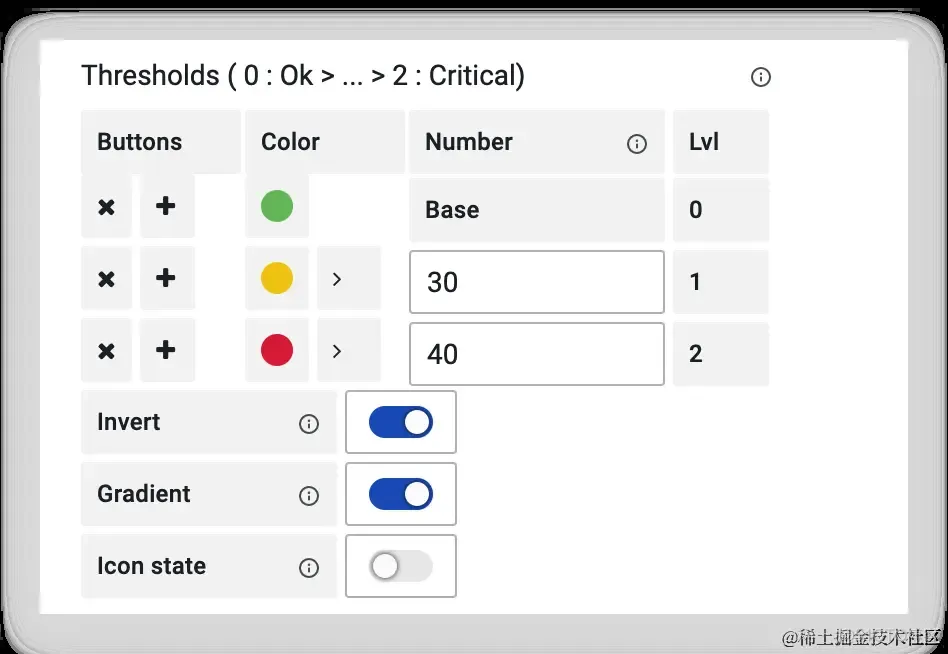 Thresholds ( 0 : Ok > ... > 2 : Critical)
Buttons Color Number Lvl
Base 0
> 30 1
> 40 2
Invert
Gradient
Icon state
@稀土掘金技术社区